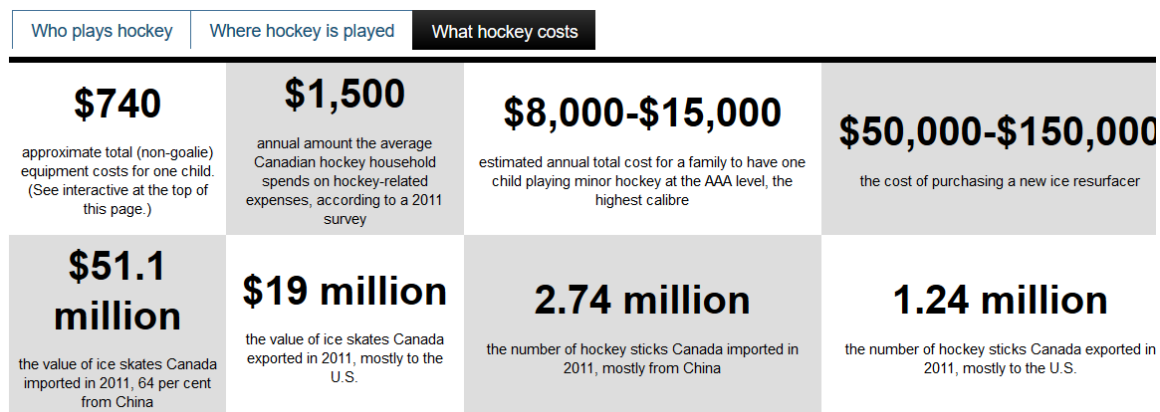 Who plays hockey
Where hockey is played
What hockey costs
$740
approximate total (non-goalie)
equipment costs for one child.
(See interactive at the top of
this page.)
$1,500
annual amount the average
Canadian hockey household
spends on hockey-related
expenses, according to a 2011
survey
$8,000-$15,000
estimated annual total cost for a family to have one
child playing minor hockey at the AAA level, the
highest calibre
$50,000-$150,000
the cost of purchasing a new ice resurfacer
$51.1
million
the value of ice skates Canada
imported in 2011, 64 per cent
from China
$19 million
the value of ice skates Canada
exported in 2011, mostly to the
U.S.
2.74 million
the number of hockey sticks Canada imported in
2011, mostly from China
1.24 million
the number of hockey sticks Canada exported in
2011, mostly to the U.S.